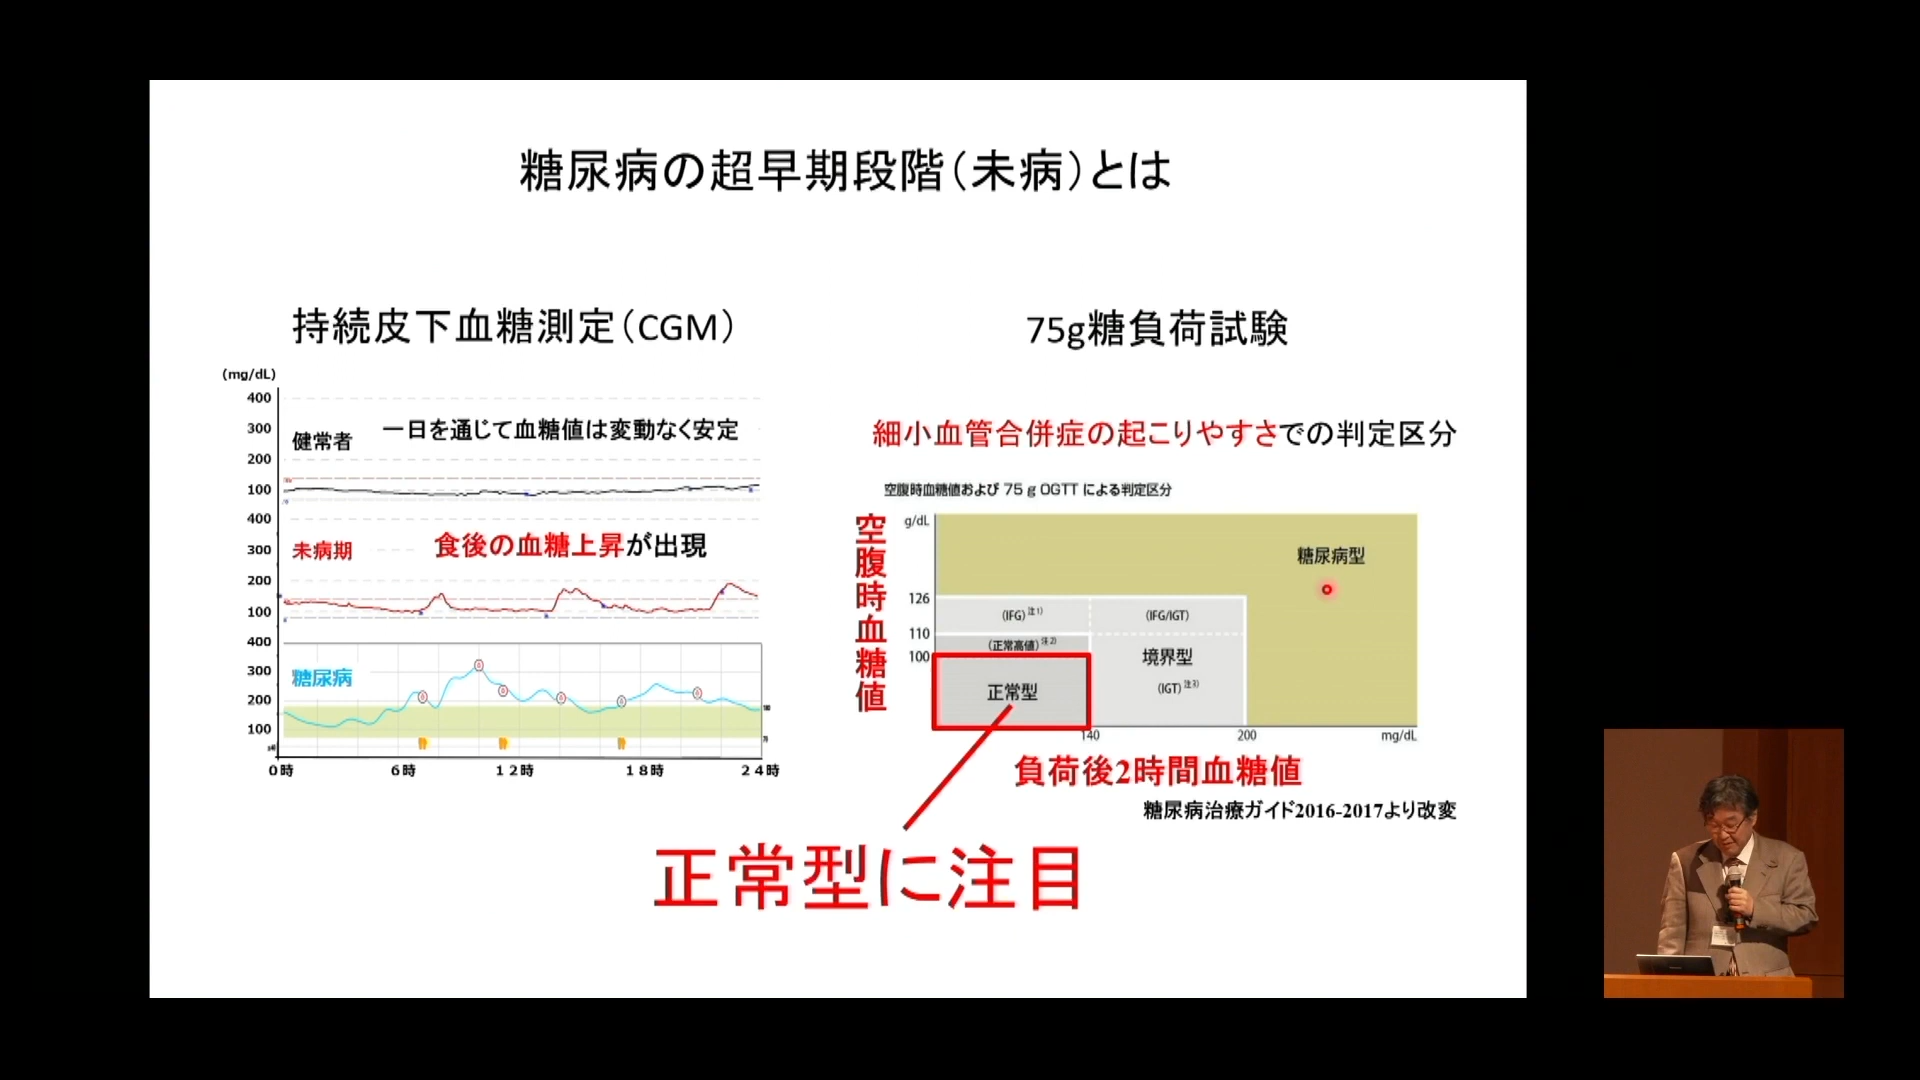 糖尿病の超早期段階（未病）とは
持続皮下血糖測定（CGM）
(mg/dL)
400
300
200
100
健常者
一日を通じて血糖値は変動なく安定
400
300
200
100
未病期
食後の血糖上昇が出現
400
300
200
100
糖尿病
0時
6時
12時
18時
24時
75g糖負荷試験
細小血管合併症の起こりやすさでの判定区分
空腹時血糖値および 75 g OGTT による判定区分
空腹時血糖値
g/dL
126
110
100
糖尿病型
(IFG) 注1)
(IFG/IGT)
(正常高値) 注2)
境界型
(IGT) 注3)
正常型
140
200
mg/dL
負荷後2時間血糖値
糖尿病治療ガイド2016-2017より改変
正常型に注目